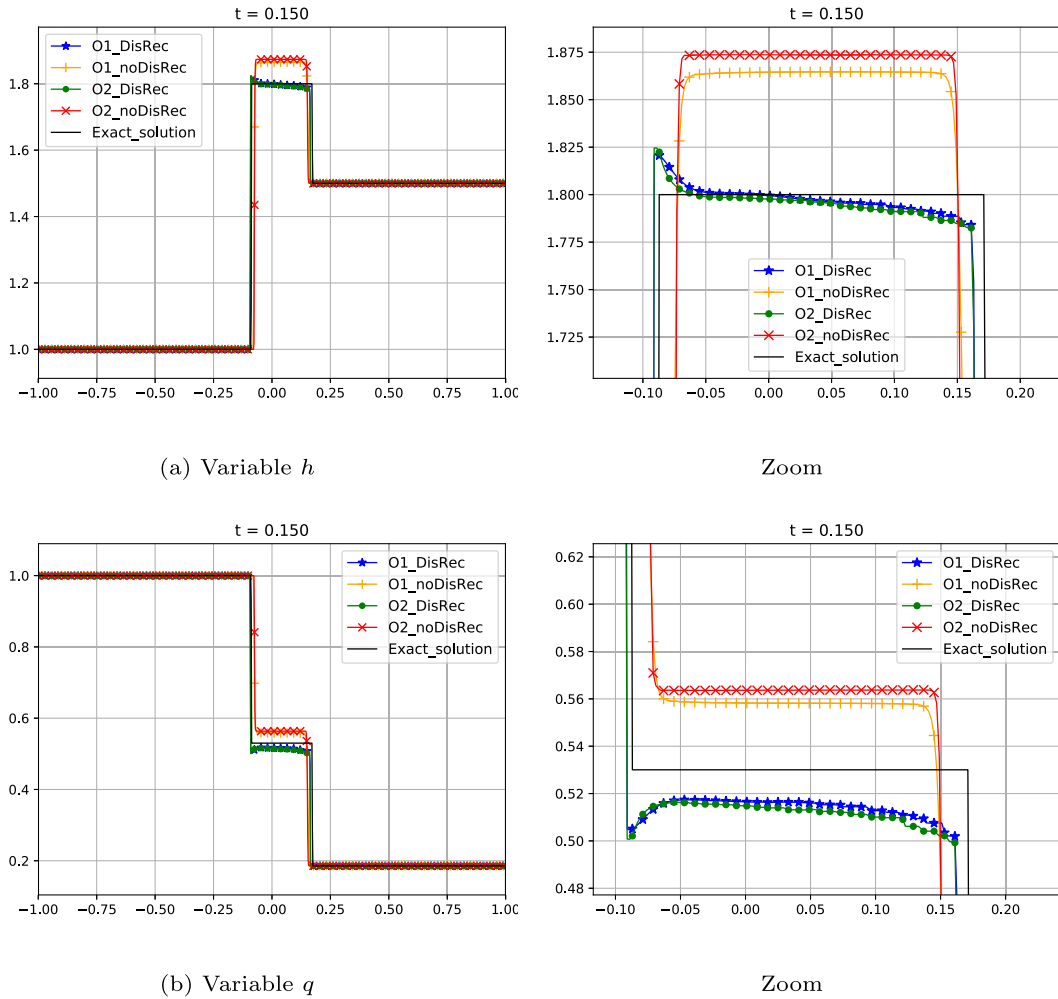 t = 0.150
O1_DisRec
O1_noDisRec
O2_DisRec
O2_noDisRec
Exact_solution
1.8
1.6
1.4
1.2
1.0
−1.00 −0.75 −0.50 −0.25 0.00 0.25 0.50 0.75 1.00
t = 0.150
1.875
1.850
1.825
1.800
1.775
1.750
1.725
O1_DisRec
O1_noDisRec
O2_DisRec
O2_noDisRec
Exact_solution
−0.10 −0.05 0.00 0.05 0.10 0.15 0.20
(a) Variable h
Zoom
t = 0.150
O1_DisRec
O1_noDisRec
O2_DisRec
O2_noDisRec
Exact_solution
1.0
0.8
0.6
0.4
0.2
−1.00 −0.75 −0.50 −0.25 0.00 0.25 0.50 0.75 1.00
t = 0.150
O1_DisRec
O1_noDisRec
O2_DisRec
O2_noDisRec
Exact_solution
0.62
0.60
0.58
0.56
0.54
0.52
0.50
0.48
−0.10 −0.05 0.00 0.05 0.10 0.15 0.20
(b) Variable q
Zoom